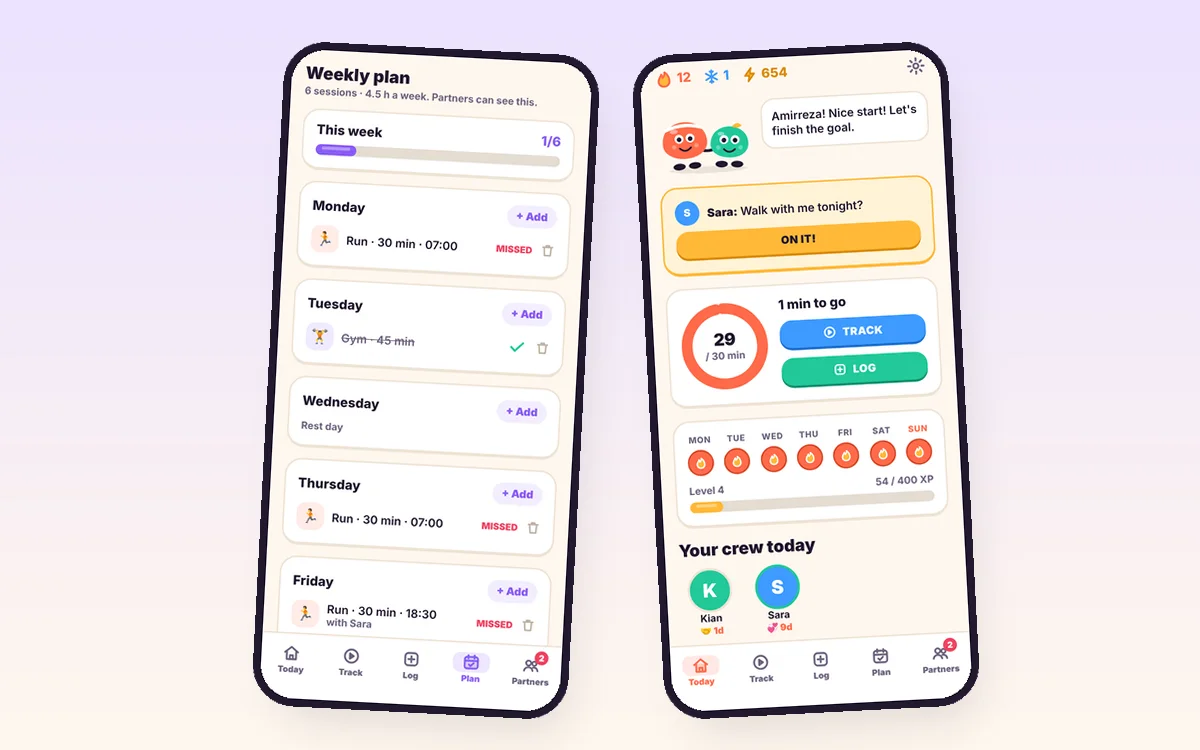 Weekly plan
6 sessions · 4.5 h a week. Partners can see this.
This week
1/6
Monday
+ Add
Run · 30 min · 07:00
MISSED
Tuesday
+ Add
Gym · 45 min
Wednesday
+ Add
Rest day
Thursday
+ Add
Run · 30 min · 07:00
MISSED
Friday
+ Add
Run · 30 min · 18:30
with Sara
MISSED
Today
Track
Log
Plan
2
Partners
12
1
654
Amirreza! Nice start! Let's
finish the goal.
S
Sara: Walk with me tonight?
ON IT!
29
/ 30 min
1 min to go
TRACK
LOG
MON TUE WED THU FRI SAT SUN
Level 4
54 / 400 XP
Your crew today
K
Kian
1d
S
Sara
9d
Today
Track
Log
Plan
2
Partners